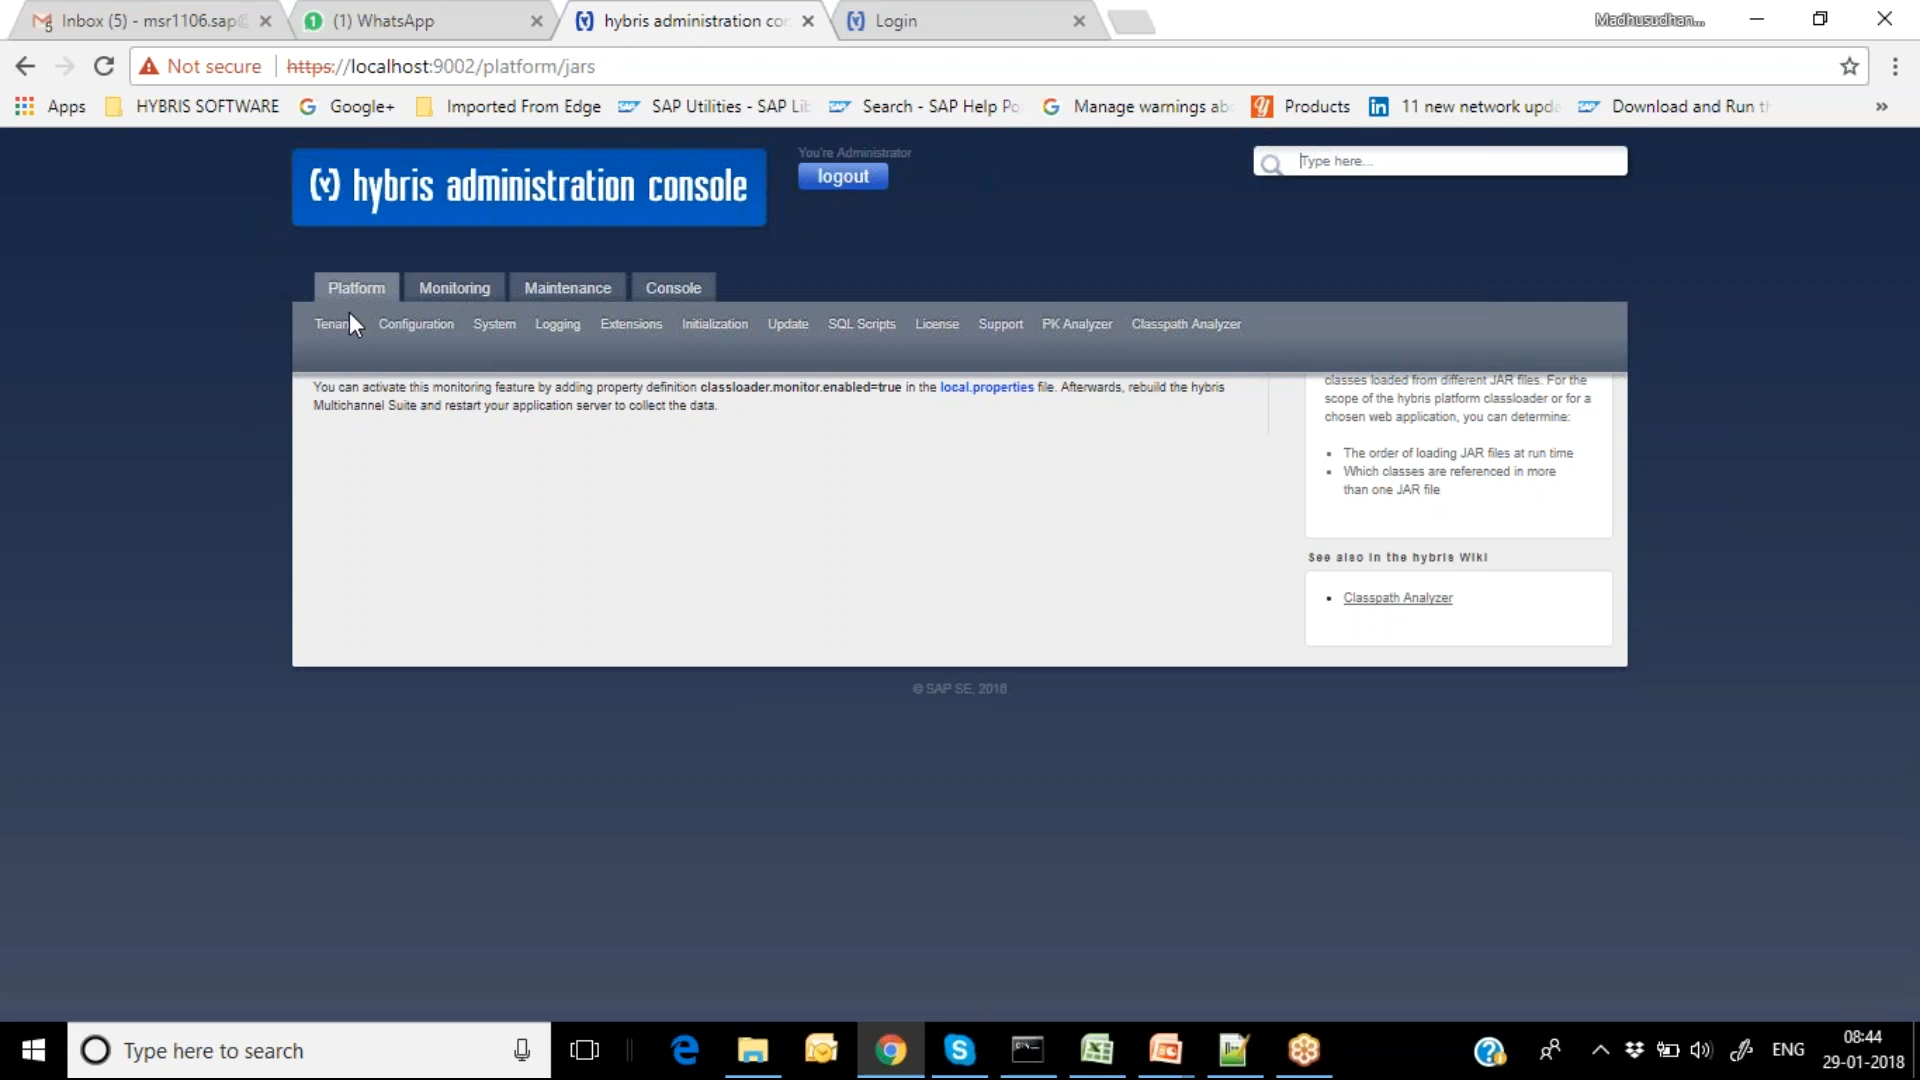 Inbox (5) - msr1106.sap@
(1) WhatsApp
hybris administration con
Login
Madhusudhan...
Not secure
https://localhost:9002/platform/jars
Apps
HYBRIS SOFTWARE
Google+
Imported From Edge
SAP Utilities - SAP Lib
Search - SAP Help Po
Manage warnings ab
Products
11 new network upda
Download and Run th
»
(v) hybris administration console
You're Administrator
logout
Type here...
Platform
Monitoring
Maintenance
Console
Configuration
System
Logging
Extensions
Initialization
Update
SQL Scripts
License
Support
PK Analyzer
Classpath Analyzer
You can activate this monitoring feature by adding property definition classloader.monitor.enabled=true in the local.properties file. Afterwards, rebuild the hybris
Multichannel Suite and restart your application server to collect the data.
classes loaded from different JAR files. For the
scope of the hybris platform classloader or for a
chosen web application, you can determine:
• The order of loading JAR files at run time
• Which classes are referenced in more
than one JAR file
See also in the hybris Wiki
• Classpath Analyzer
© SAP SE, 2018
Type here to search
ENG
08:44
29-01-2018